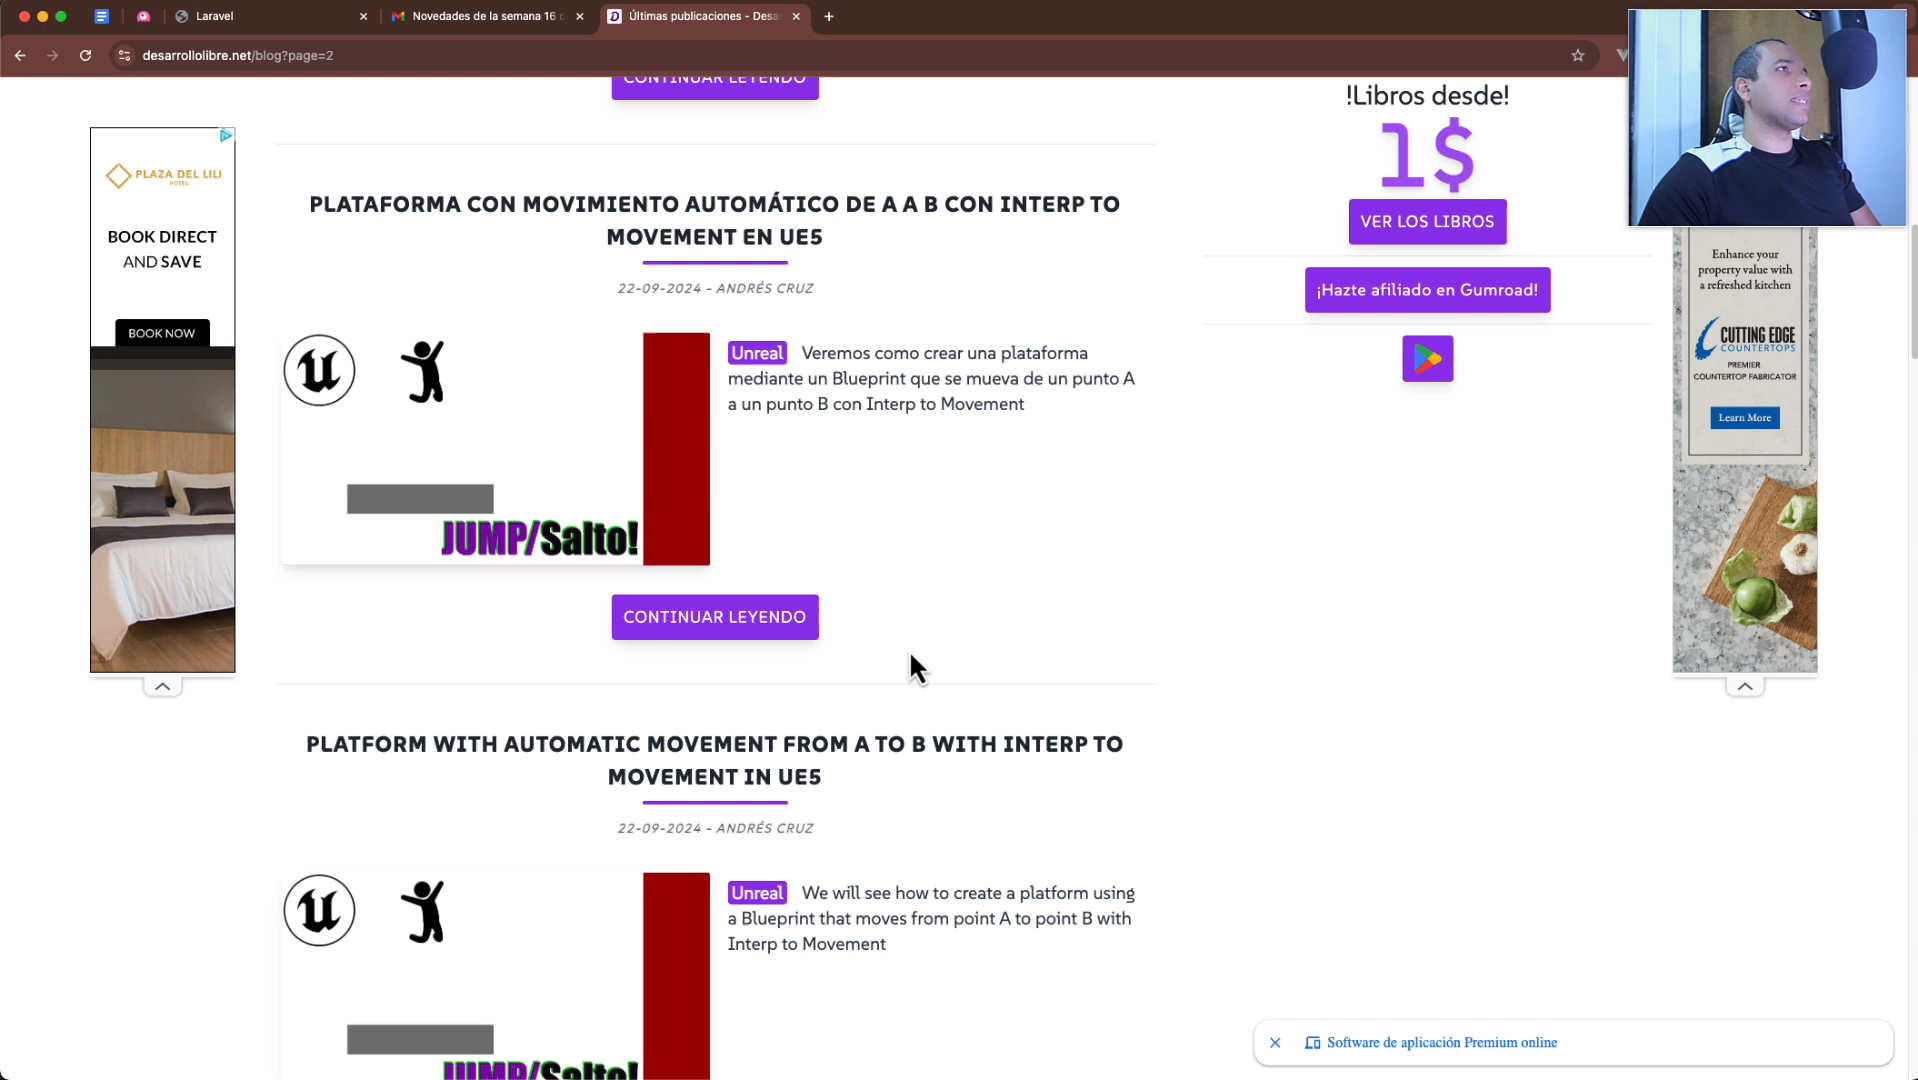 Laravel
Novedades de la semana 16 d
Últimas publicaciones - Desa
desarrollolibre.net/blog?page=2
CONTINUAR LEYENDO
PLAZA DEL LILI
HOTEL
BOOK DIRECT
AND SAVE
BOOK NOW
PLATAFORMA CON MOVIMIENTO AUTOMÁTICO DE A A B CON INTERP TO
MOVEMENT EN UE5
22-09-2024 - ANDRÉS CRUZ
JUMP/Salto!
Unreal Veremos como crear una plataforma
mediante un Blueprint que se mueva de un punto A
a un punto B con Interp to Movement
CONTINUAR LEYENDO
PLATFORM WITH AUTOMATIC MOVEMENT FROM A TO B WITH INTERP TO
MOVEMENT IN UE5
22-09-2024 - ANDRÉS CRUZ
Unreal We will see how to create a platform using
a Blueprint that moves from point A to point B with
Interp to Movement
JUMP/Salto!
!Libros desde!
1$
VER LOS LIBROS
¡Hazte afiliado en Gumroad!
Enhance your
property value with
a refreshed kitchen
CUTTING EDGE
COUNTERTOPS
PREMIER
COUNTERTOP FABRICATOR
Learn More
Software de aplicación Premium online